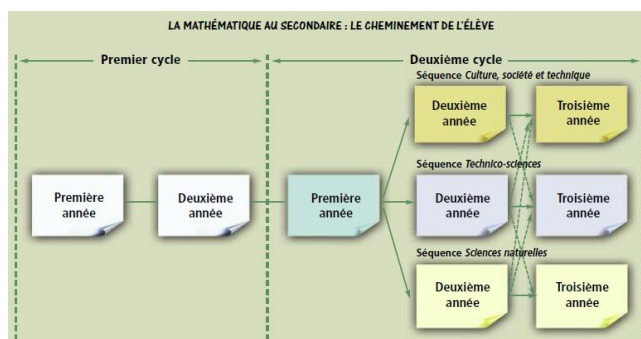 LA MATHÉMATIQUE AU SECONDAIRE : LE CHEMINEMENT DE L'ÉLÈVE
Premier cycle
Deuxième cycle
Séquence Culture, société et technique
Deuxième
année
Troisième
année
Séquence Technico-sciences
Première
année
Deuxième
année
Première
année
Deuxième
année
Troisième
année
Séquence Sciences naturelles
Deuxième
année
Troisième
année